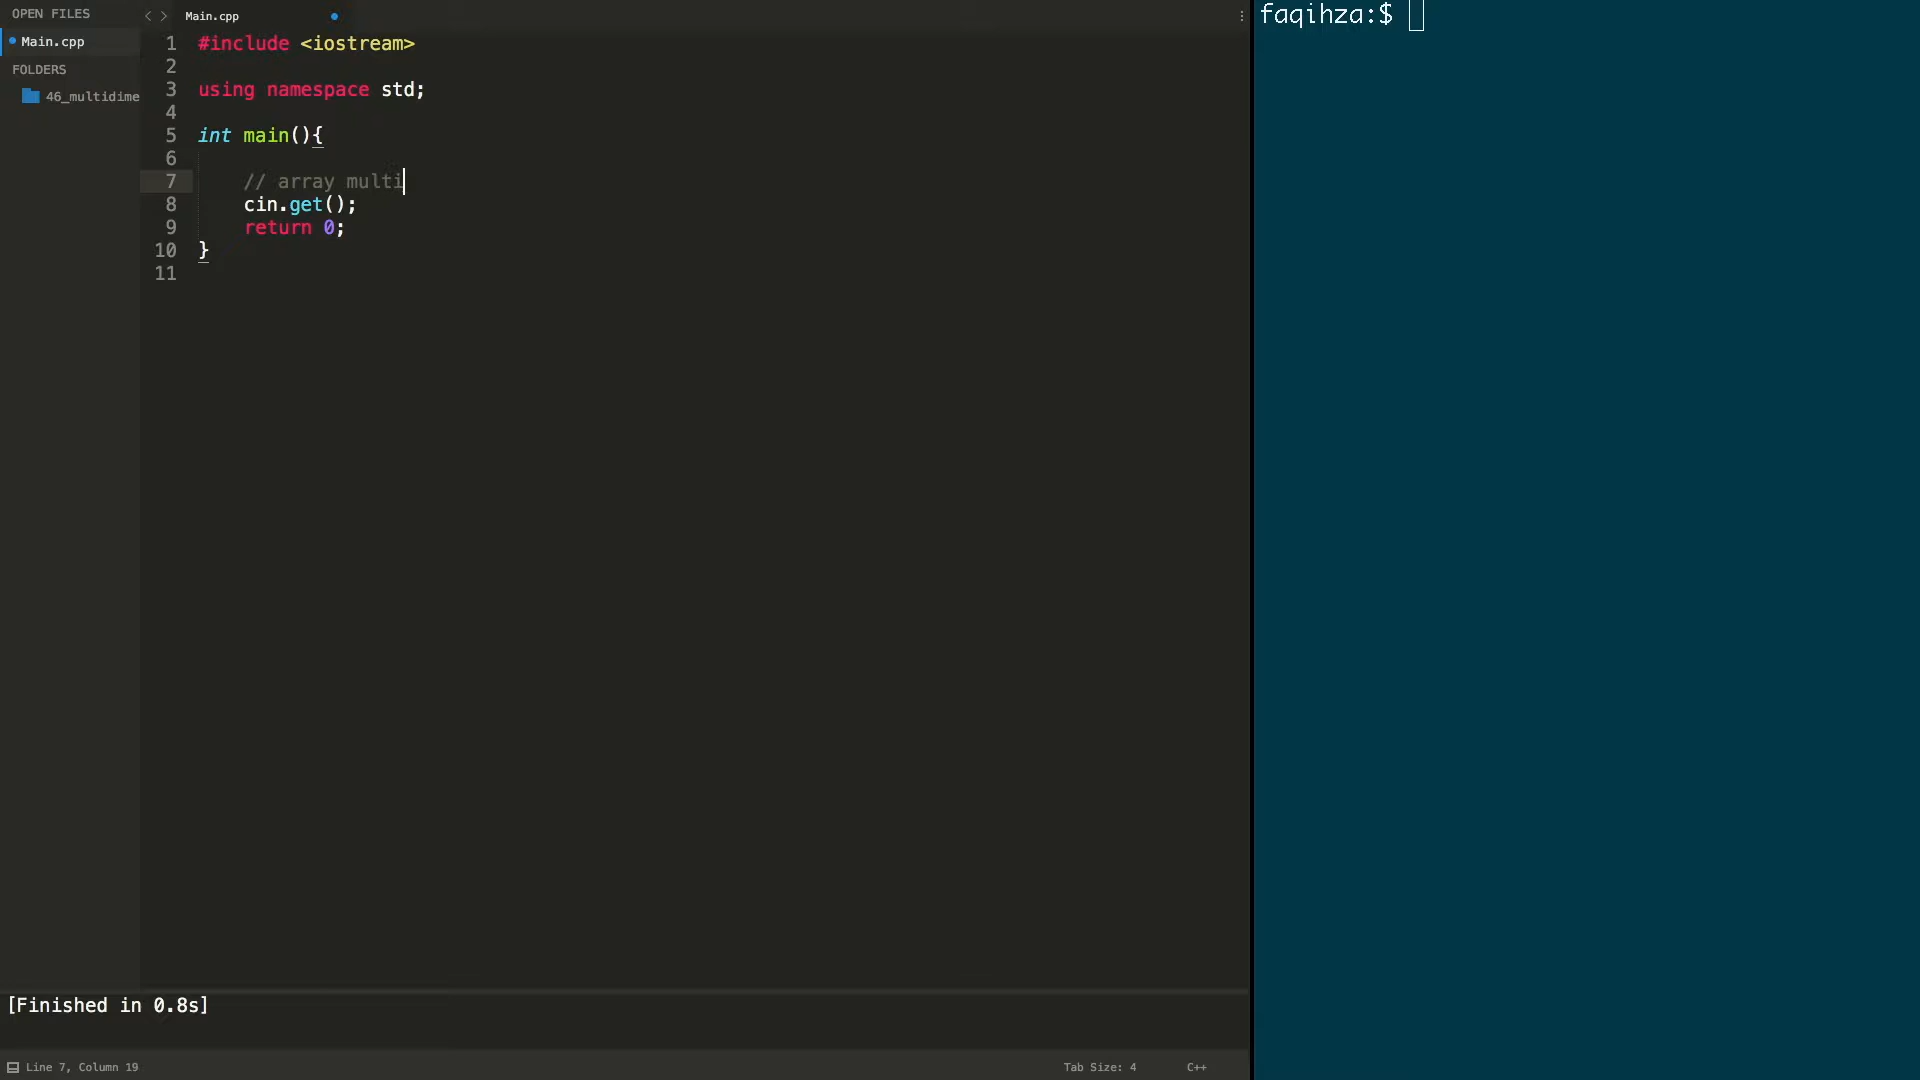 OPEN FILES
Main.cpp
FOLDERS
46_multidime
Main.cpp
1 #include <iostream>
2
3 using namespace std;
4
5 int main(){
6
7 // array multi
8 cin.get();
9 return 0;
10 }
11
[Finished in 0.8s]
Line 7, Column 19
Tab Size: 4
C++
faqihza:$